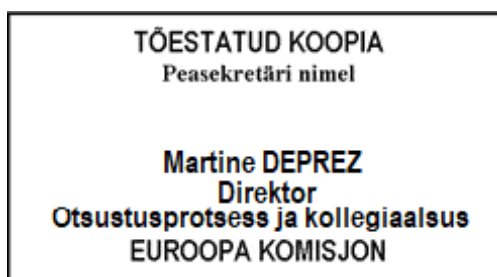 TÕESTATUD KOOPIA
Peasekretäri nimel
Martine DEPREZ
Direktor
Otsustusprotsess ja kollegiaalsus
EUROOPA KOMISJON